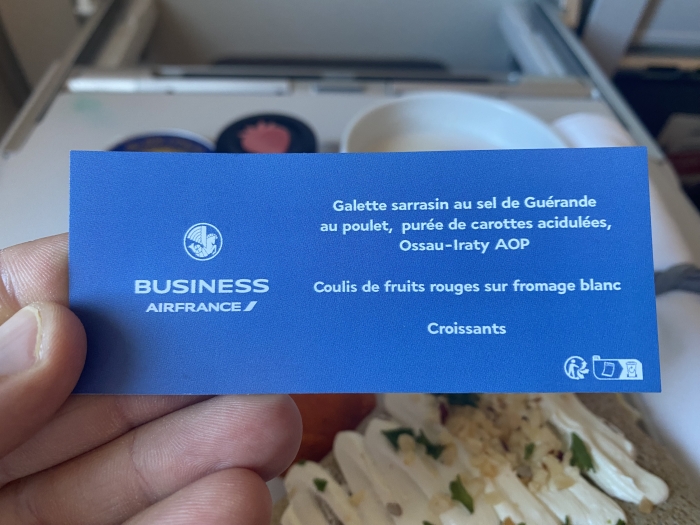 BUSINESS
AIRFRANCE
Galette sarrasin au sel de Guérande
au poulet, purée de carottes acidulées,
Ossau-Iraty AOP
Coulis de fruits rouges sur fromage blanc
Croissants